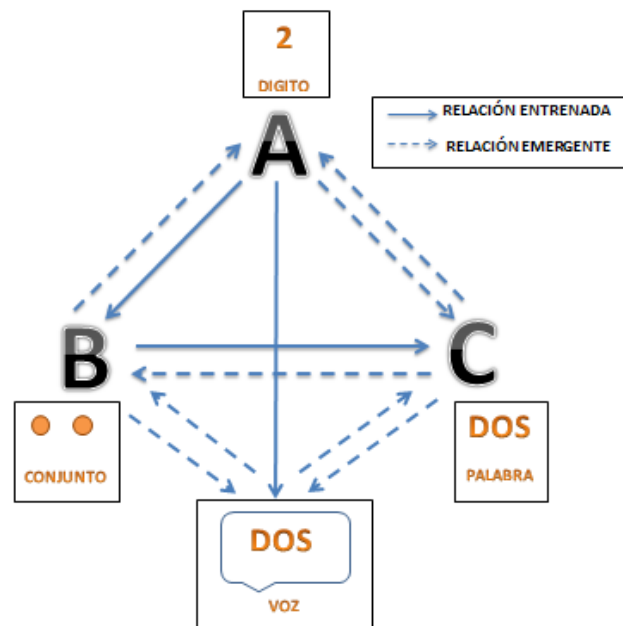 2
DIGITO
A
RELACIÓN ENTRENADA
RELACIÓN EMERGENTE
B
C
CONJUNTO
DOS
PALABRA
DOS
VOZ